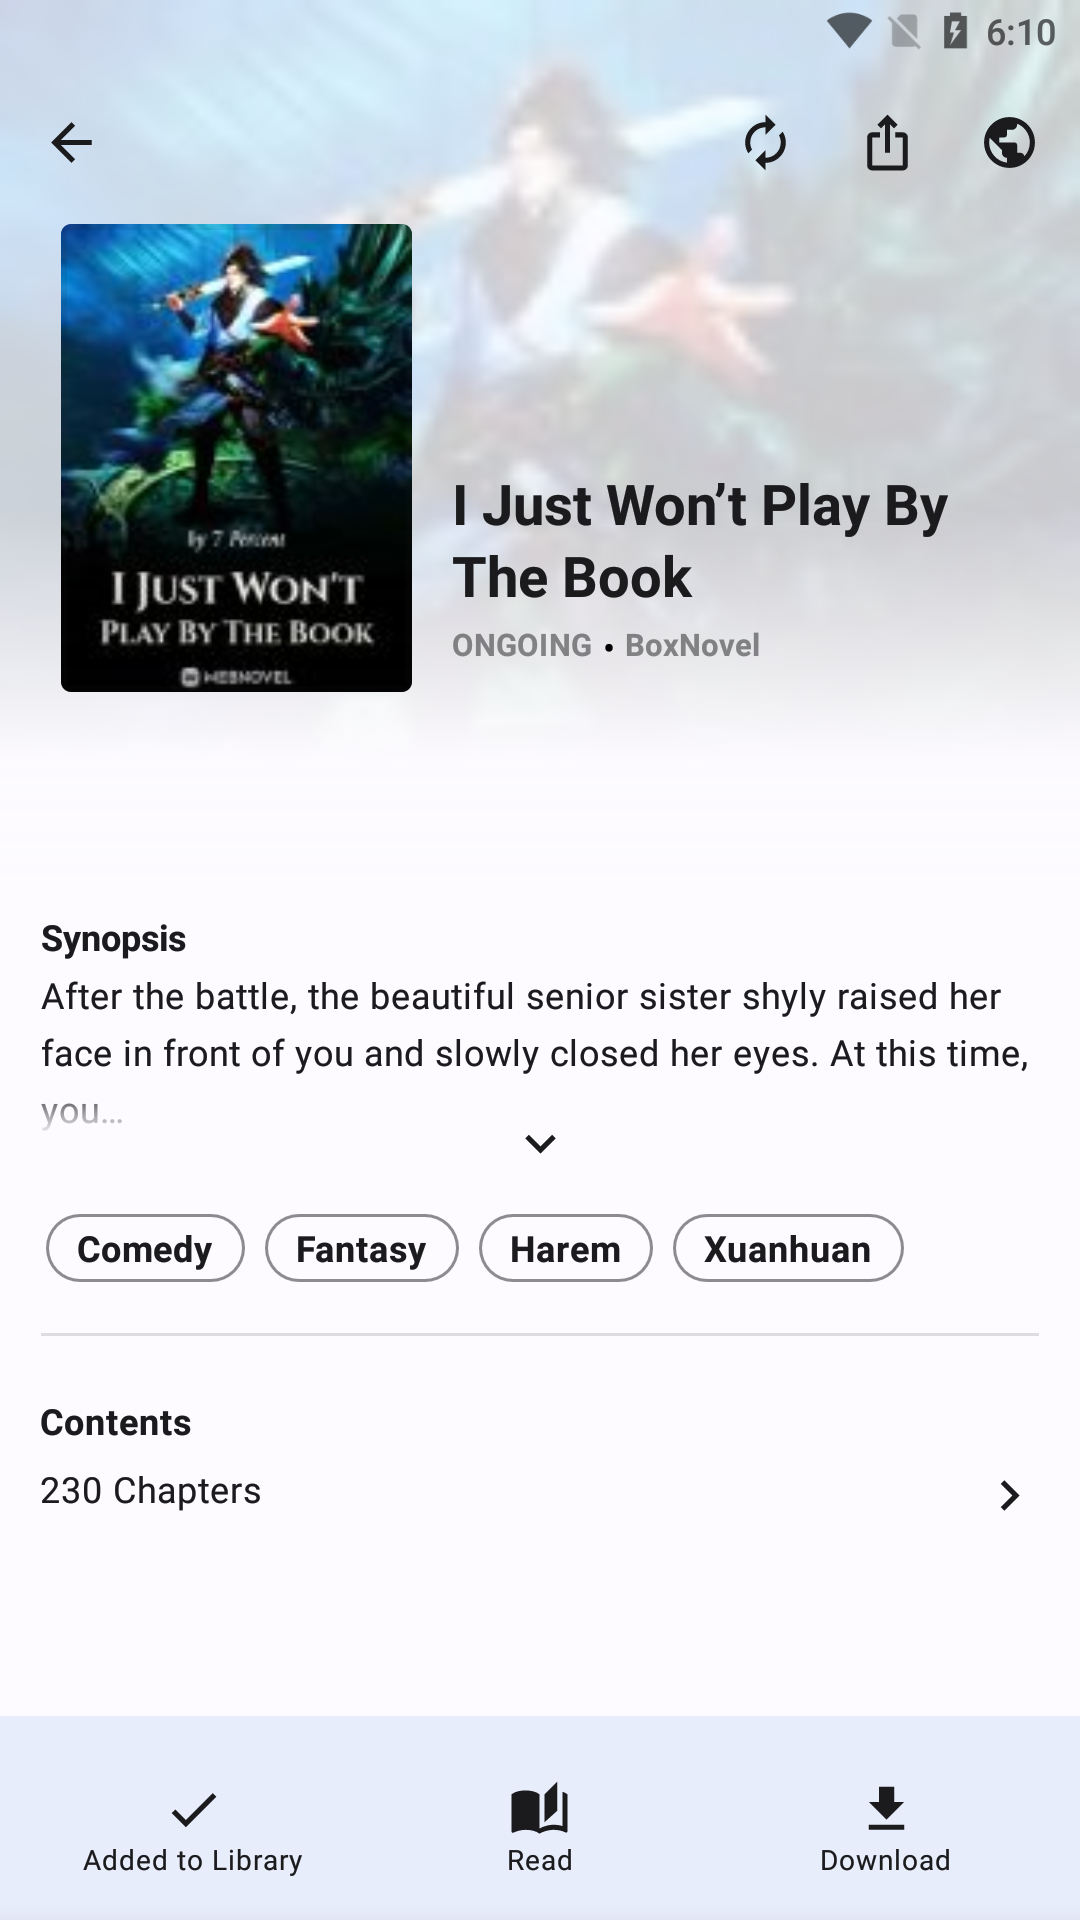 6:10
by 7 Percent
I JUST WON'T
PLAY BY THE BOOK
WEBNOVEL
I Just Won’t Play By
The Book
ONGOING • BoxNovel
Synopsis
After the battle, the beautiful senior sister shyly raised her
face in front of you and slowly closed her eyes. At this time,
you…
Comedy Fantasy Harem Xuanhuan
Contents
230 Chapters
Added to Library Read Download